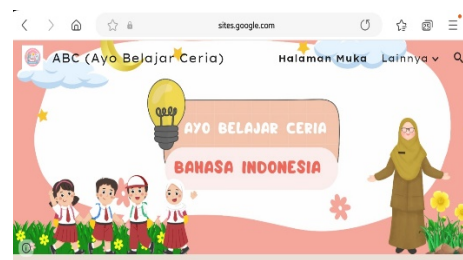 sites.google.com
ABC (Ayo Belajar Ceria) Halaman Muka Lainnya
AYO BELAJAR CERIA
BAHASA INDONESIA